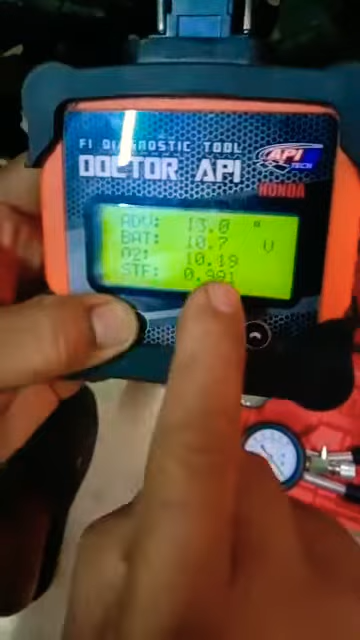 FI DIAGNOSTIC TOOL
DOCTOR API
API TECH
HONDA
ADV: 13.0 °
BAT: 10.7 V
O2: 10.19
STF: 0.991